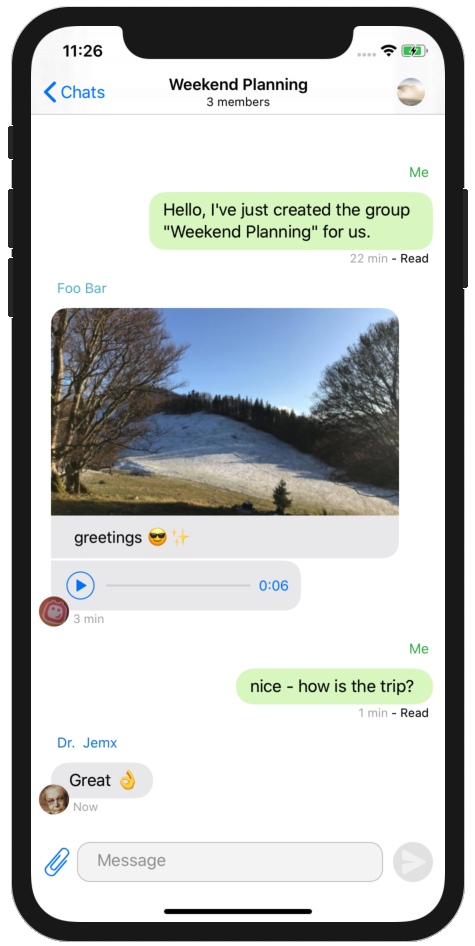 11:26
Chats
Weekend Planning
3 members
Me
Hello, I've just created the group
"Weekend Planning" for us.
22 min - Read
Foo Bar
greetings 😎✨
0:06
3 min
Me
nice - how is the trip?
1 min - Read
Dr. Jemx
Great 👌
Now
Message